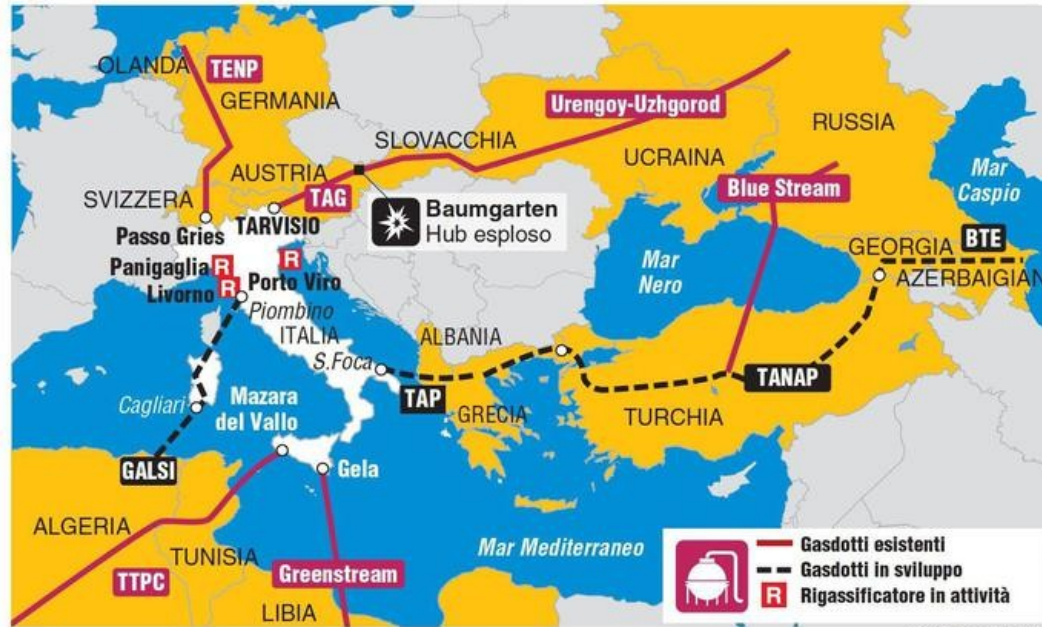 OLANDA
TENP
GERMANIA
Urengoy-Uzhgorod
RUSSIA
SLOVACCHIA
UCRAINA
AUSTRIA
TAG
Blue Stream
Mar
Caspio
SVIZZERA
TARVISIO
Baumgarten
Hub esploso
Passo Gries
Panigaglia
R
R
Porto Viro
Livorno
R
Piombino
ITALIA
Mar
Nero
GEORGIA
BTE
AZERBAIGIAN
ALBANIA
S.Foca
TAP
GRECIA
TANAP
TURCHIA
Cagliari
Mazara
del Vallo
GALSI
Gela
ALGERIA
TUNISIA
TTPC
Greenstream
LIBIA
Mar Mediterraneo
Gasdotti esistenti
Gasdotti in sviluppo
R
Rigassificatore in attività